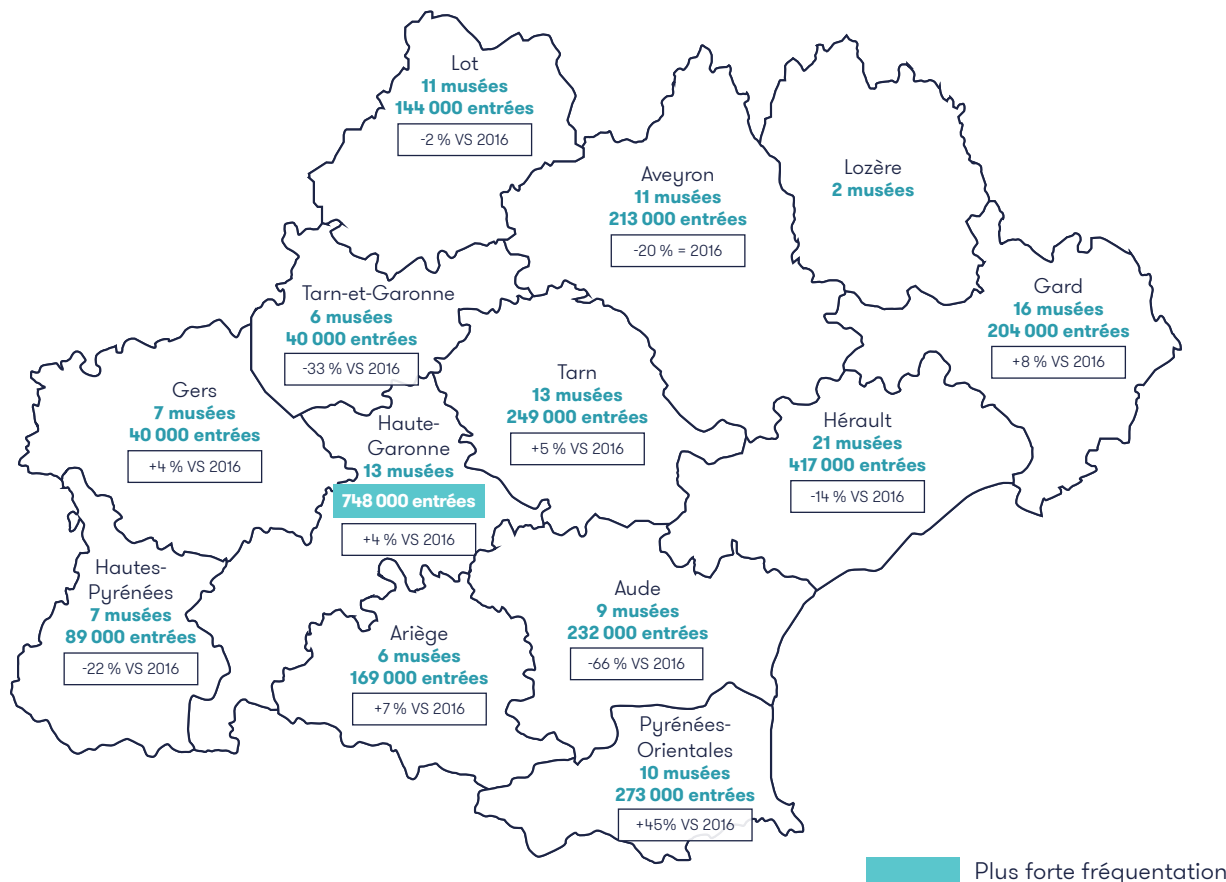 Lot
11 musées
144 000 entrées
-2 % VS 2016
Aveyron
11 musées
213 000 entrées
-20 % = 2016
Lozère
2 musées
Gard
16 musées
204 000 entrées
+8 % VS 2016
Tarn-et-Garonne
6 musées
40 000 entrées
-33 % VS 2016
Gers
7 musées
40 000 entrées
+4 % VS 2016
Haute-
Garonne
13 musées
748 000 entrées
+4 % VS 2016
Tarn
13 musées
249 000 entrées
+5 % VS 2016
Hérault
21 musées
417 000 entrées
-14 % VS 2016
Hautes-
Pyrénées
7 musées
89 000 entrées
-22 % VS 2016
Ariège
6 musées
169 000 entrées
+7 % VS 2016
Aude
9 musées
232 000 entrées
-66 % VS 2016
Pyrénées-
Orientales
10 musées
273 000 entrées
+45% VS 2016
Plus forte fréquentation